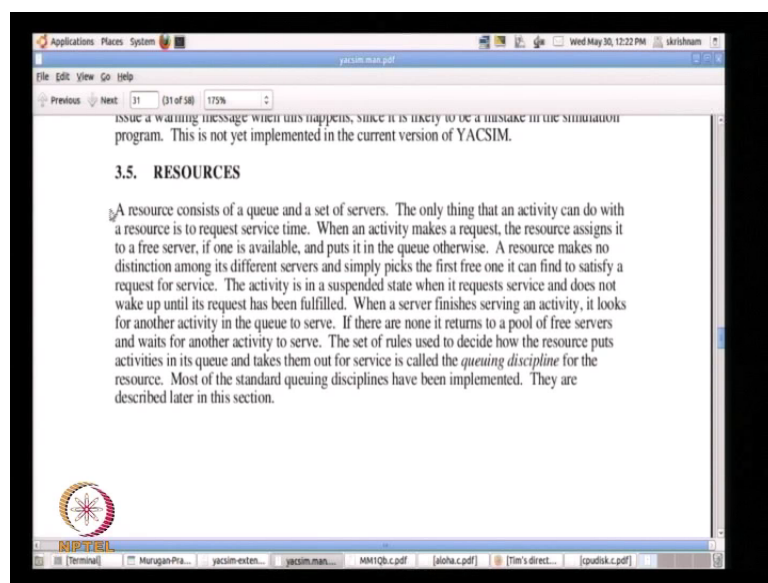 Applications Places System Wed May 30, 12:22 PM skrishnam
yacsim.man.pdf
File Edit View Go Help
Previous Next 31 (31 of 58) 175%
issue a warning message when this happens, since it is likely to be a mistake in the simulation
program. This is not yet implemented in the current version of YACSIM.
3.5. RESOURCES
A resource consists of a queue and a set of servers. The only thing that an activity can do with
a resource is to request service time. When an activity makes a request, the resource assigns it
to a free server, if one is available, and puts it in the queue otherwise. A resource makes no
distinction among its different servers and simply picks the first free one it can find to satisfy a
request for service. The activity is in a suspended state when it requests service and does not
wake up until its request has been fulfilled. When a server finishes serving an activity, it looks
for another activity in the queue to serve. If there are none it returns to a pool of free servers
and waits for another activity to serve. The set of rules used to decide how the resource puts
activities in its queue and takes them out for service is called the queuing discipline for the
resource. Most of the standard queuing disciplines have been implemented. They are
described later in this section.
NPTEL
[Terminal] Murugan-Pra... yacsim-exten... yacsim.man.... MM1Qb.c.pdf [aloha.c.pdf] [Tim's direct... [cpudisk.c.pdf]